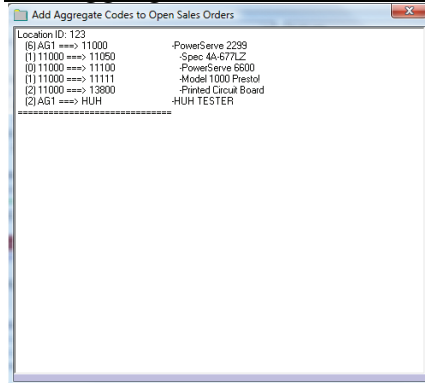 Add Aggregate Codes to Open Sales Orders
Location ID: 123
(6) AG1 ===> 11000 -PowerServe 2299
(1) 11000 ===> 11050 -Spec 4A-677LZ
(0) 11000 ===> 11100 -PowerServe 6600
(1) 11000 ===> 11111 -Model 1000 Presto!
(2) 11000 ===> 13800 -Printed Circuit Board
(2) AG1 ===> HUH -HUH TESTER
==============================